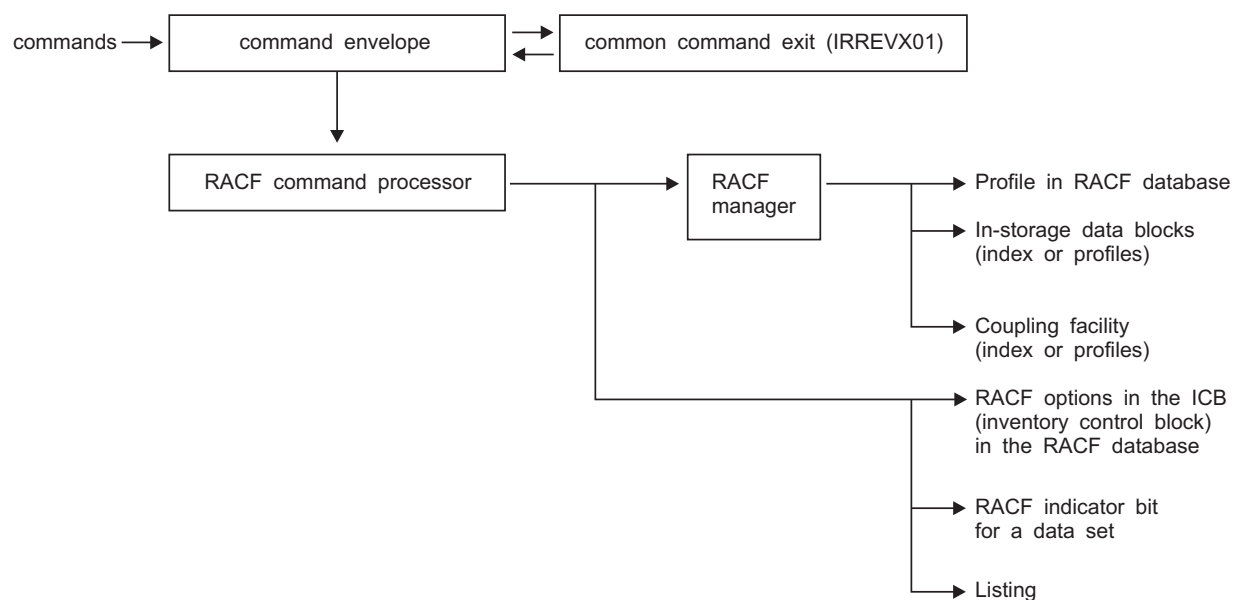 commands
command envelope
common command exit (IRREVX01)
RACF command processor
RACF
manager
Profile in RACF database
In-storage data blocks
(index or profiles)
Coupling facility
(index or profiles)
RACF options in the ICB
(inventory control block)
in the RACF database
RACF indicator bit
for a data set
Listing